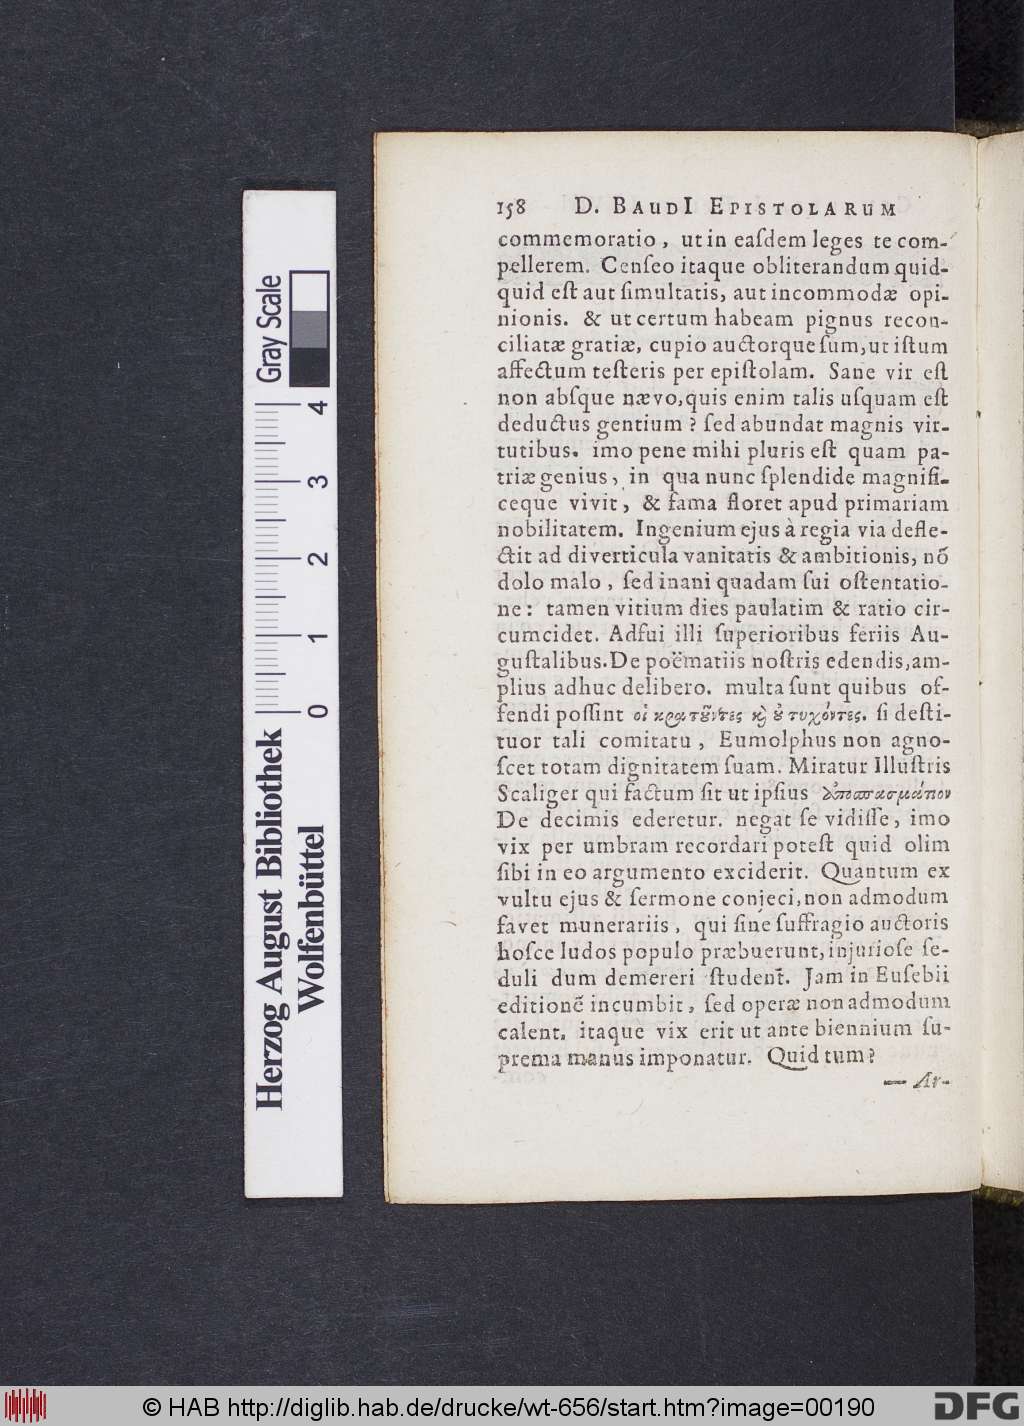 158 D. BAUDI EPISTOLARUM
commemoratio, ut in eaſdem leges te com-
pellerem. Cenſeo itaque obliterandum quid-
quid eſt aut ſimultatis, aut incommodæ opi-
nionis. & ut certum habeam pignus recon-
ciliatæ gratiæ, cupio auctorque ſum, ut iſtum
affectum teſteris per epiſtolam. Sane vir eſt
non abſque nævo, quis enim talis uſquam eſt
deductus gentium? ſed abundat magnis vir-
tutibus. imo pene mihi pluris eſt quam pa-
triæ genius, in qua nunc ſplendide magnifi-
ceque vivit, & fama floret apud primariam
nobilitatem. Ingenium ejus à regia via defle-
ctit ad diverticula vanitatis & ambitionis, nō
dolo malo, ſed inani quadam ſui oſtentatio-
ne: tamen vitium dies paulatim & ratio cir-
cumcidet. Adfui illi ſuperioribus feriis Au-
guſtalibus. De poëmatiis noſtris edendis, am-
plius adhuc delibero. multa ſunt quibus of-
fendi poſſint οἱ κρατοῦντες καὶ οὐ τυχόντες. ſi deſti-
tuor tali comitatu, Eumolphus non agno-
ſcet totam dignitatem ſuam. Miratur Illuſtris
Scaliger qui factum ſit ut ipſius
De decimis ederetur. negat ſe vidiſſe, imo
vix per umbram recordari poteſt quid olim
ſibi in eo argumento exciderit. Quantum ex
vultu ejus & ſermone conjeci, non admodum
favet munerariis, qui ſine ſuffragio auctoris
hoſce ludos populo præbuerunt, injurioſe ſe-
duli dum demereri ſtudent. Jam in Euſebii
editionē incumbit, ſed operæ non admodum
calent. itaque vix erit ut ante biennium ſu-
prema manus imponatur. Quid tum?
— Ar-
Gray Scale
4 3 2 1 0
Herzog August Bibliothek
Wolfenbüttel
© HAB http://diglib.hab.de/drucke/wt-656/start.htm?image=00190
DFG